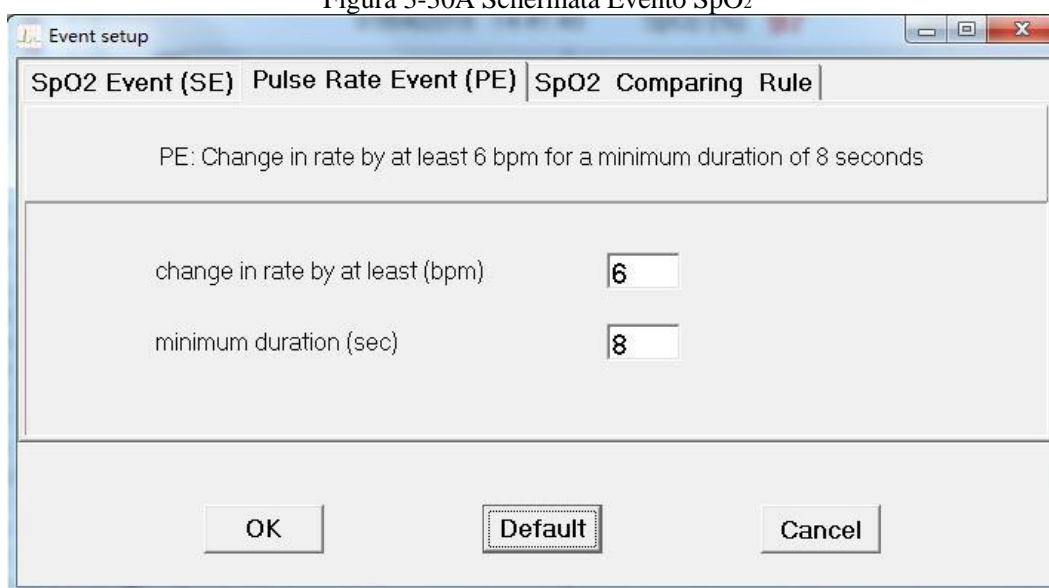 Figura 3-30A Schermata Evento SpO₂
Event setup
SpO2 Event (SE) Pulse Rate Event (PE) SpO2 Comparing Rule
PE: Change in rate by at least 6 bpm for a minimum duration of 8 seconds
change in rate by at least (bpm) 6
minimum duration (sec) 8
OK Default Cancel